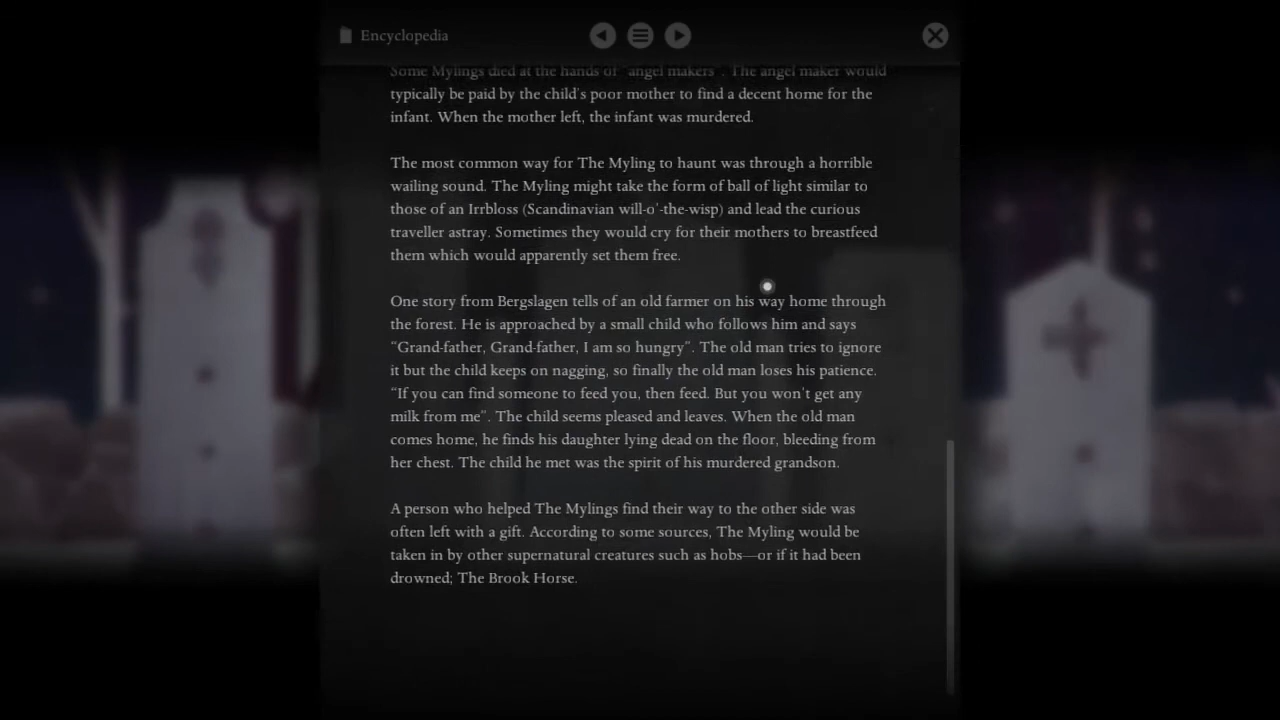 Encyclopedia
Some Mylings died at the hands of "angel makers". The angel maker would
typically be paid by the child's poor mother to find a decent home for the
infant. When the mother left, the infant was murdered.
The most common way for The Myling to haunt was through a horrible
wailing sound. The Myling might take the form of ball of light similar to
those of an Irrbloss (Scandinavian will-o'-the-wisp) and lead the curious
traveller astray. Sometimes they would cry for their mothers to breastfeed
them which would apparently set them free.
One story from Bergslagen tells of an old farmer on his way home through
the forest. He is approached by a small child who follows him and says
"Grand-father, Grand-father, I am so hungry". The old man tries to ignore
it but the child keeps on nagging, so finally the old man loses his patience.
"If you can find someone to feed you, then feed. But you won't get any
milk from me". The child seems pleased and leaves. When the old man
comes home, he finds his daughter lying dead on the floor, bleeding from
her chest. The child he met was the spirit of his murdered grandson.
A person who helped The Mylings find their way to the other side was
often left with a gift. According to some sources, The Myling would be
taken in by other supernatural creatures such as hobs—or if it had been
drowned; The Brook Horse.